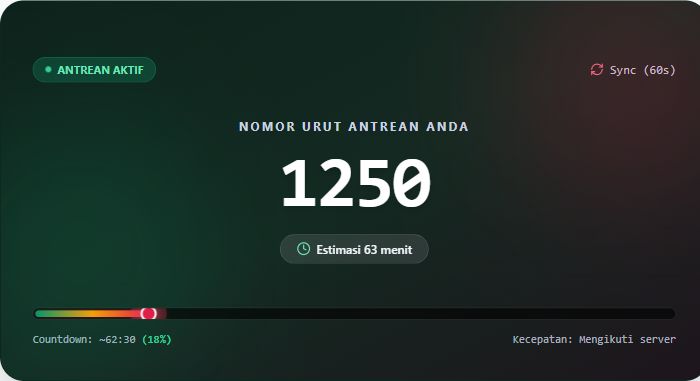 ANTREAN AKTIF
Sync (60s)
NOMOR URUT ANTREAN ANDA
1250
Estimasi 63 menit
Countdown: ~62:30 (18%)
Kecepatan: Mengikuti server